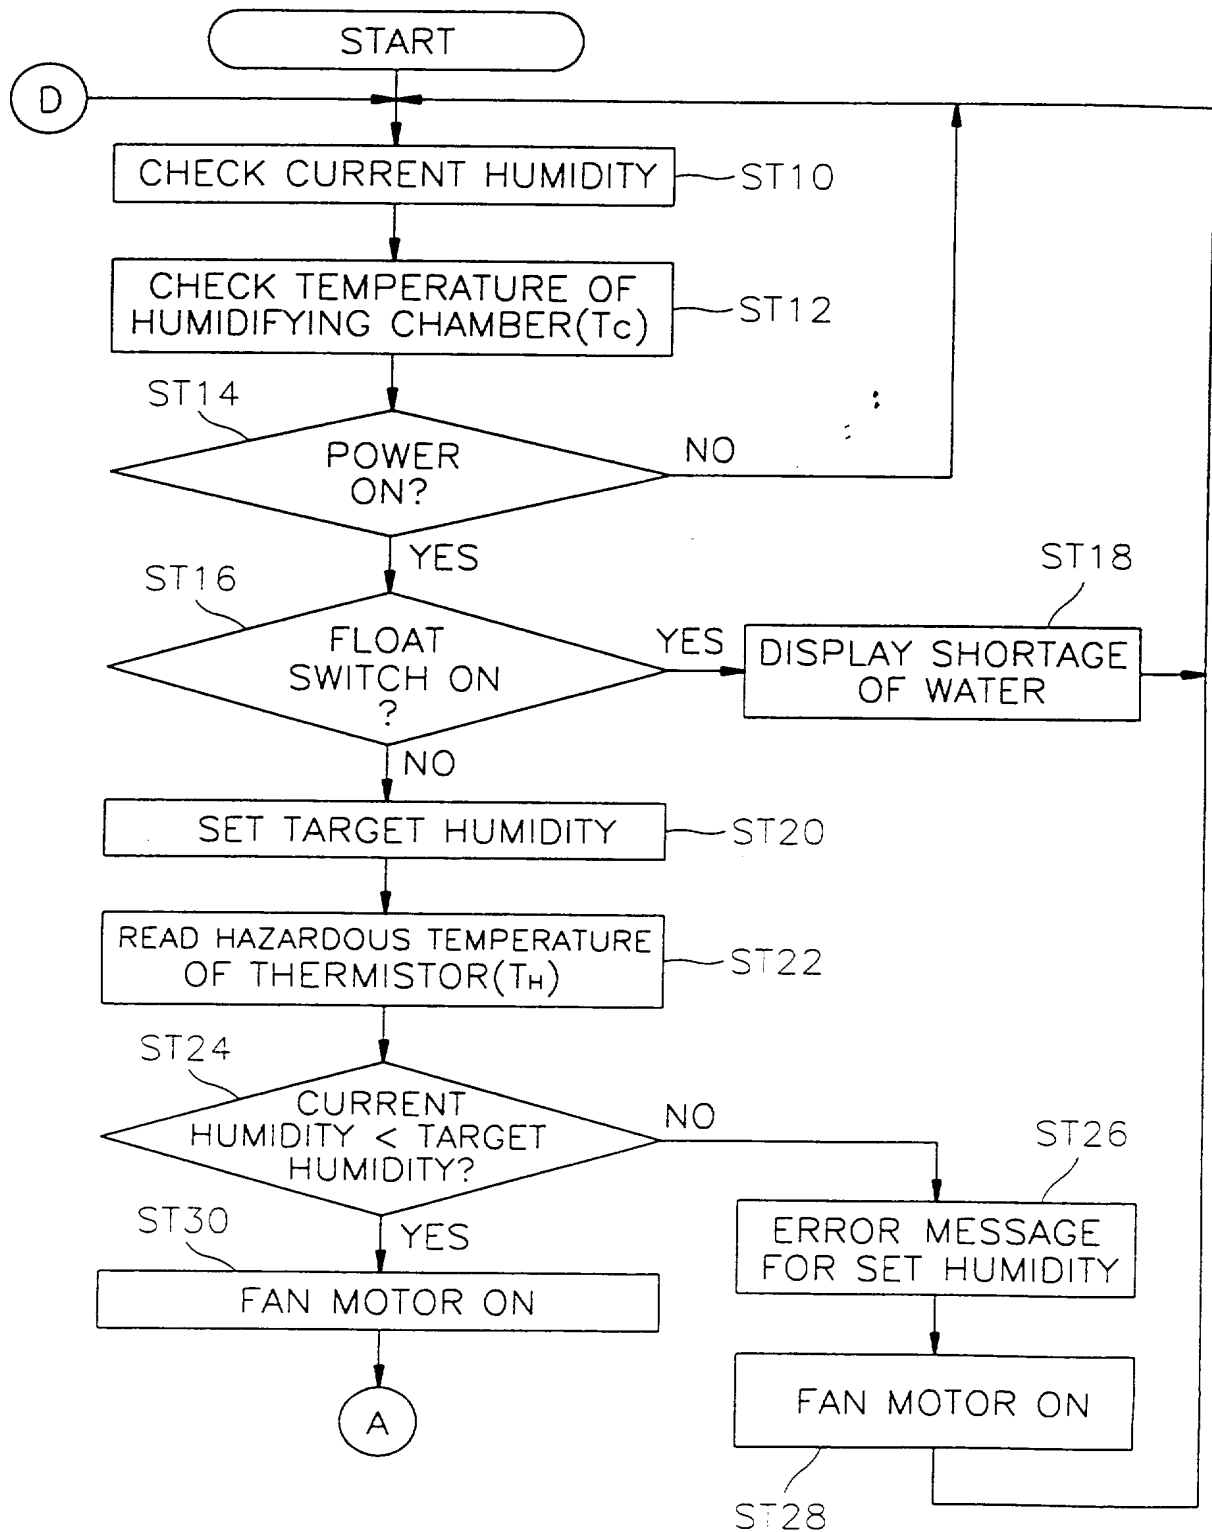 START
D
CHECK CURRENT HUMIDITY
ST10
CHECK TEMPERATURE OF
HUMIDIFYING CHAMBER(Tc)
ST12
ST14
POWER
ON?
NO
YES
ST16
FLOAT
SWITCH ON
?
YES
ST18
DISPLAY SHORTAGE
OF WATER
NO
SET TARGET HUMIDITY
ST20
READ HAZARDOUS TEMPERATURE
OF THERMISTOR(TH)
ST22
ST24
CURRENT
HUMIDITY < TARGET
HUMIDITY?
NO
ST26
ERROR MESSAGE
FOR SET HUMIDITY
YES
ST30
FAN MOTOR ON
A
FAN MOTOR ON
ST28